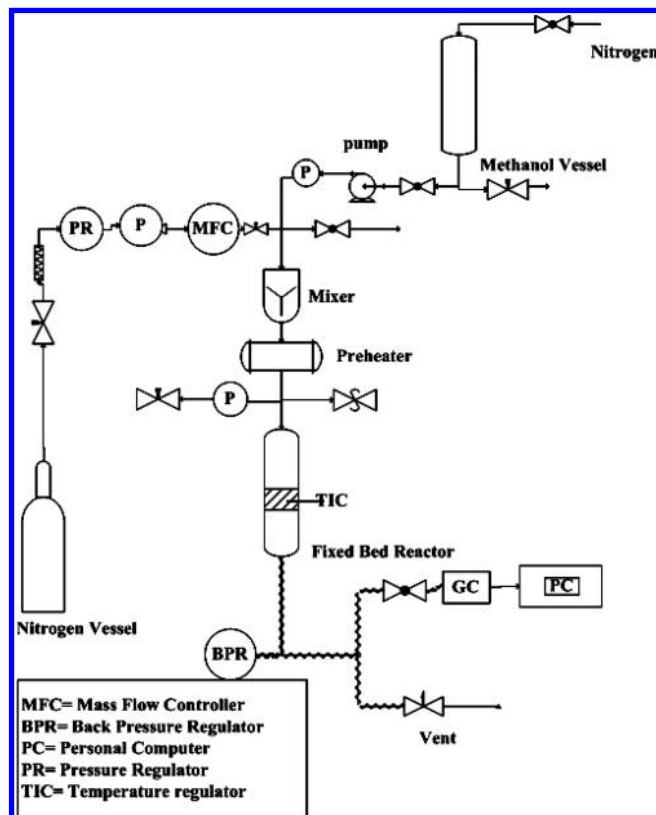 Nitrogen
pump
Methanol Vessel
P
PR
P
MFC
Mixer
Preheater
P
TIC
Fixed Bed Reactor
GC
PC
Nitrogen Vessel
BPR
Vent
MFC= Mass Flow Controller
BPR= Back Pressure Regulator
PC= Personal Computer
PR= Pressure Regulator
TIC= Temperature regulator